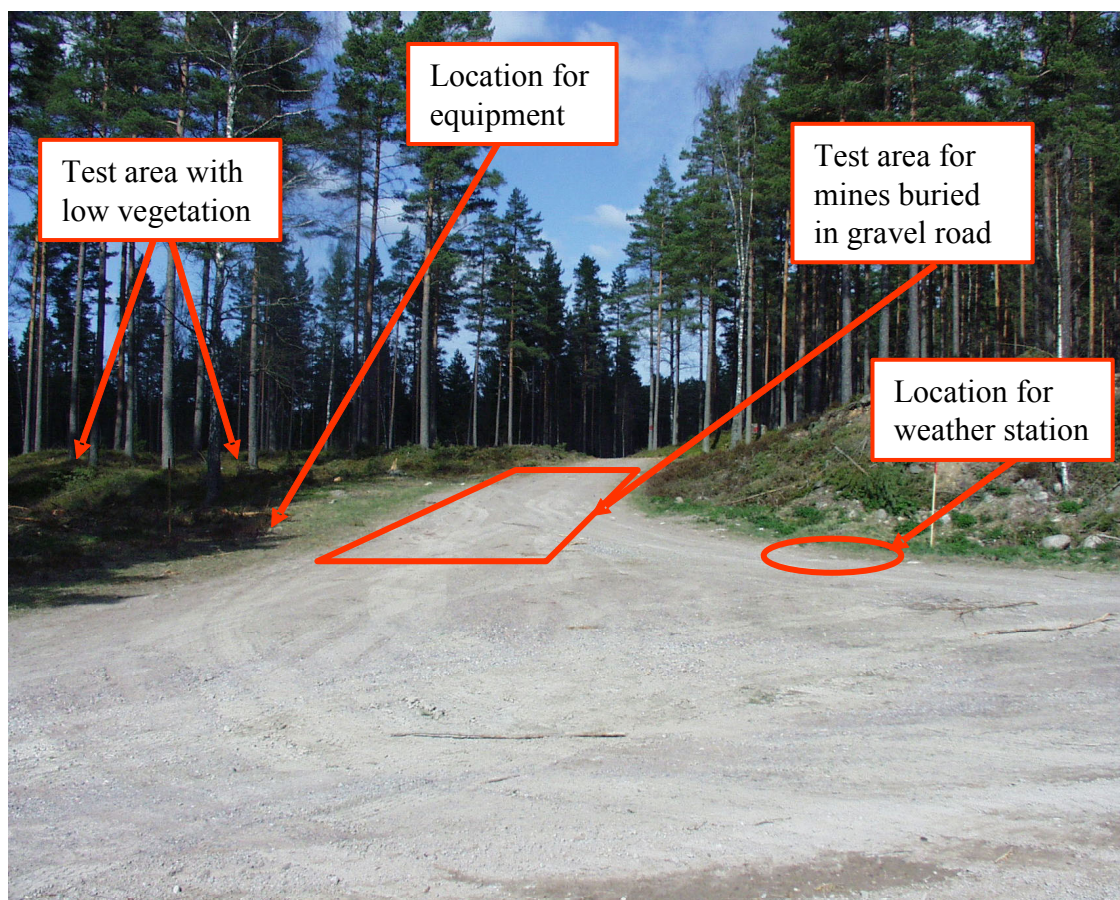 Location for
equipment
Test area with
low vegetation
Test area for
mines buried
in gravel road
Location for
weather station